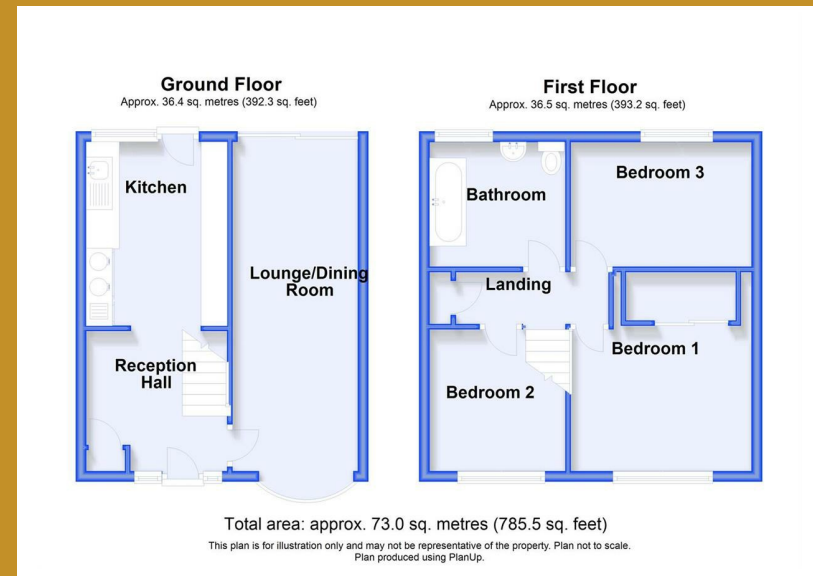 Ground Floor
Approx. 36.4 sq. metres (392.3 sq. feet)
First Floor
Approx. 36.5 sq. metres (393.2 sq. feet)
Kitchen
Lounge/Dining
Room
Reception
Hall
Bathroom
Bedroom 3
Landing
Bedroom 1
Bedroom 2
Total area: approx. 73.0 sq. metres (785.5 sq. feet)
This plan is for illustration only and may not be representative of the property. Plan not to scale.
Plan produced using PlanUp.